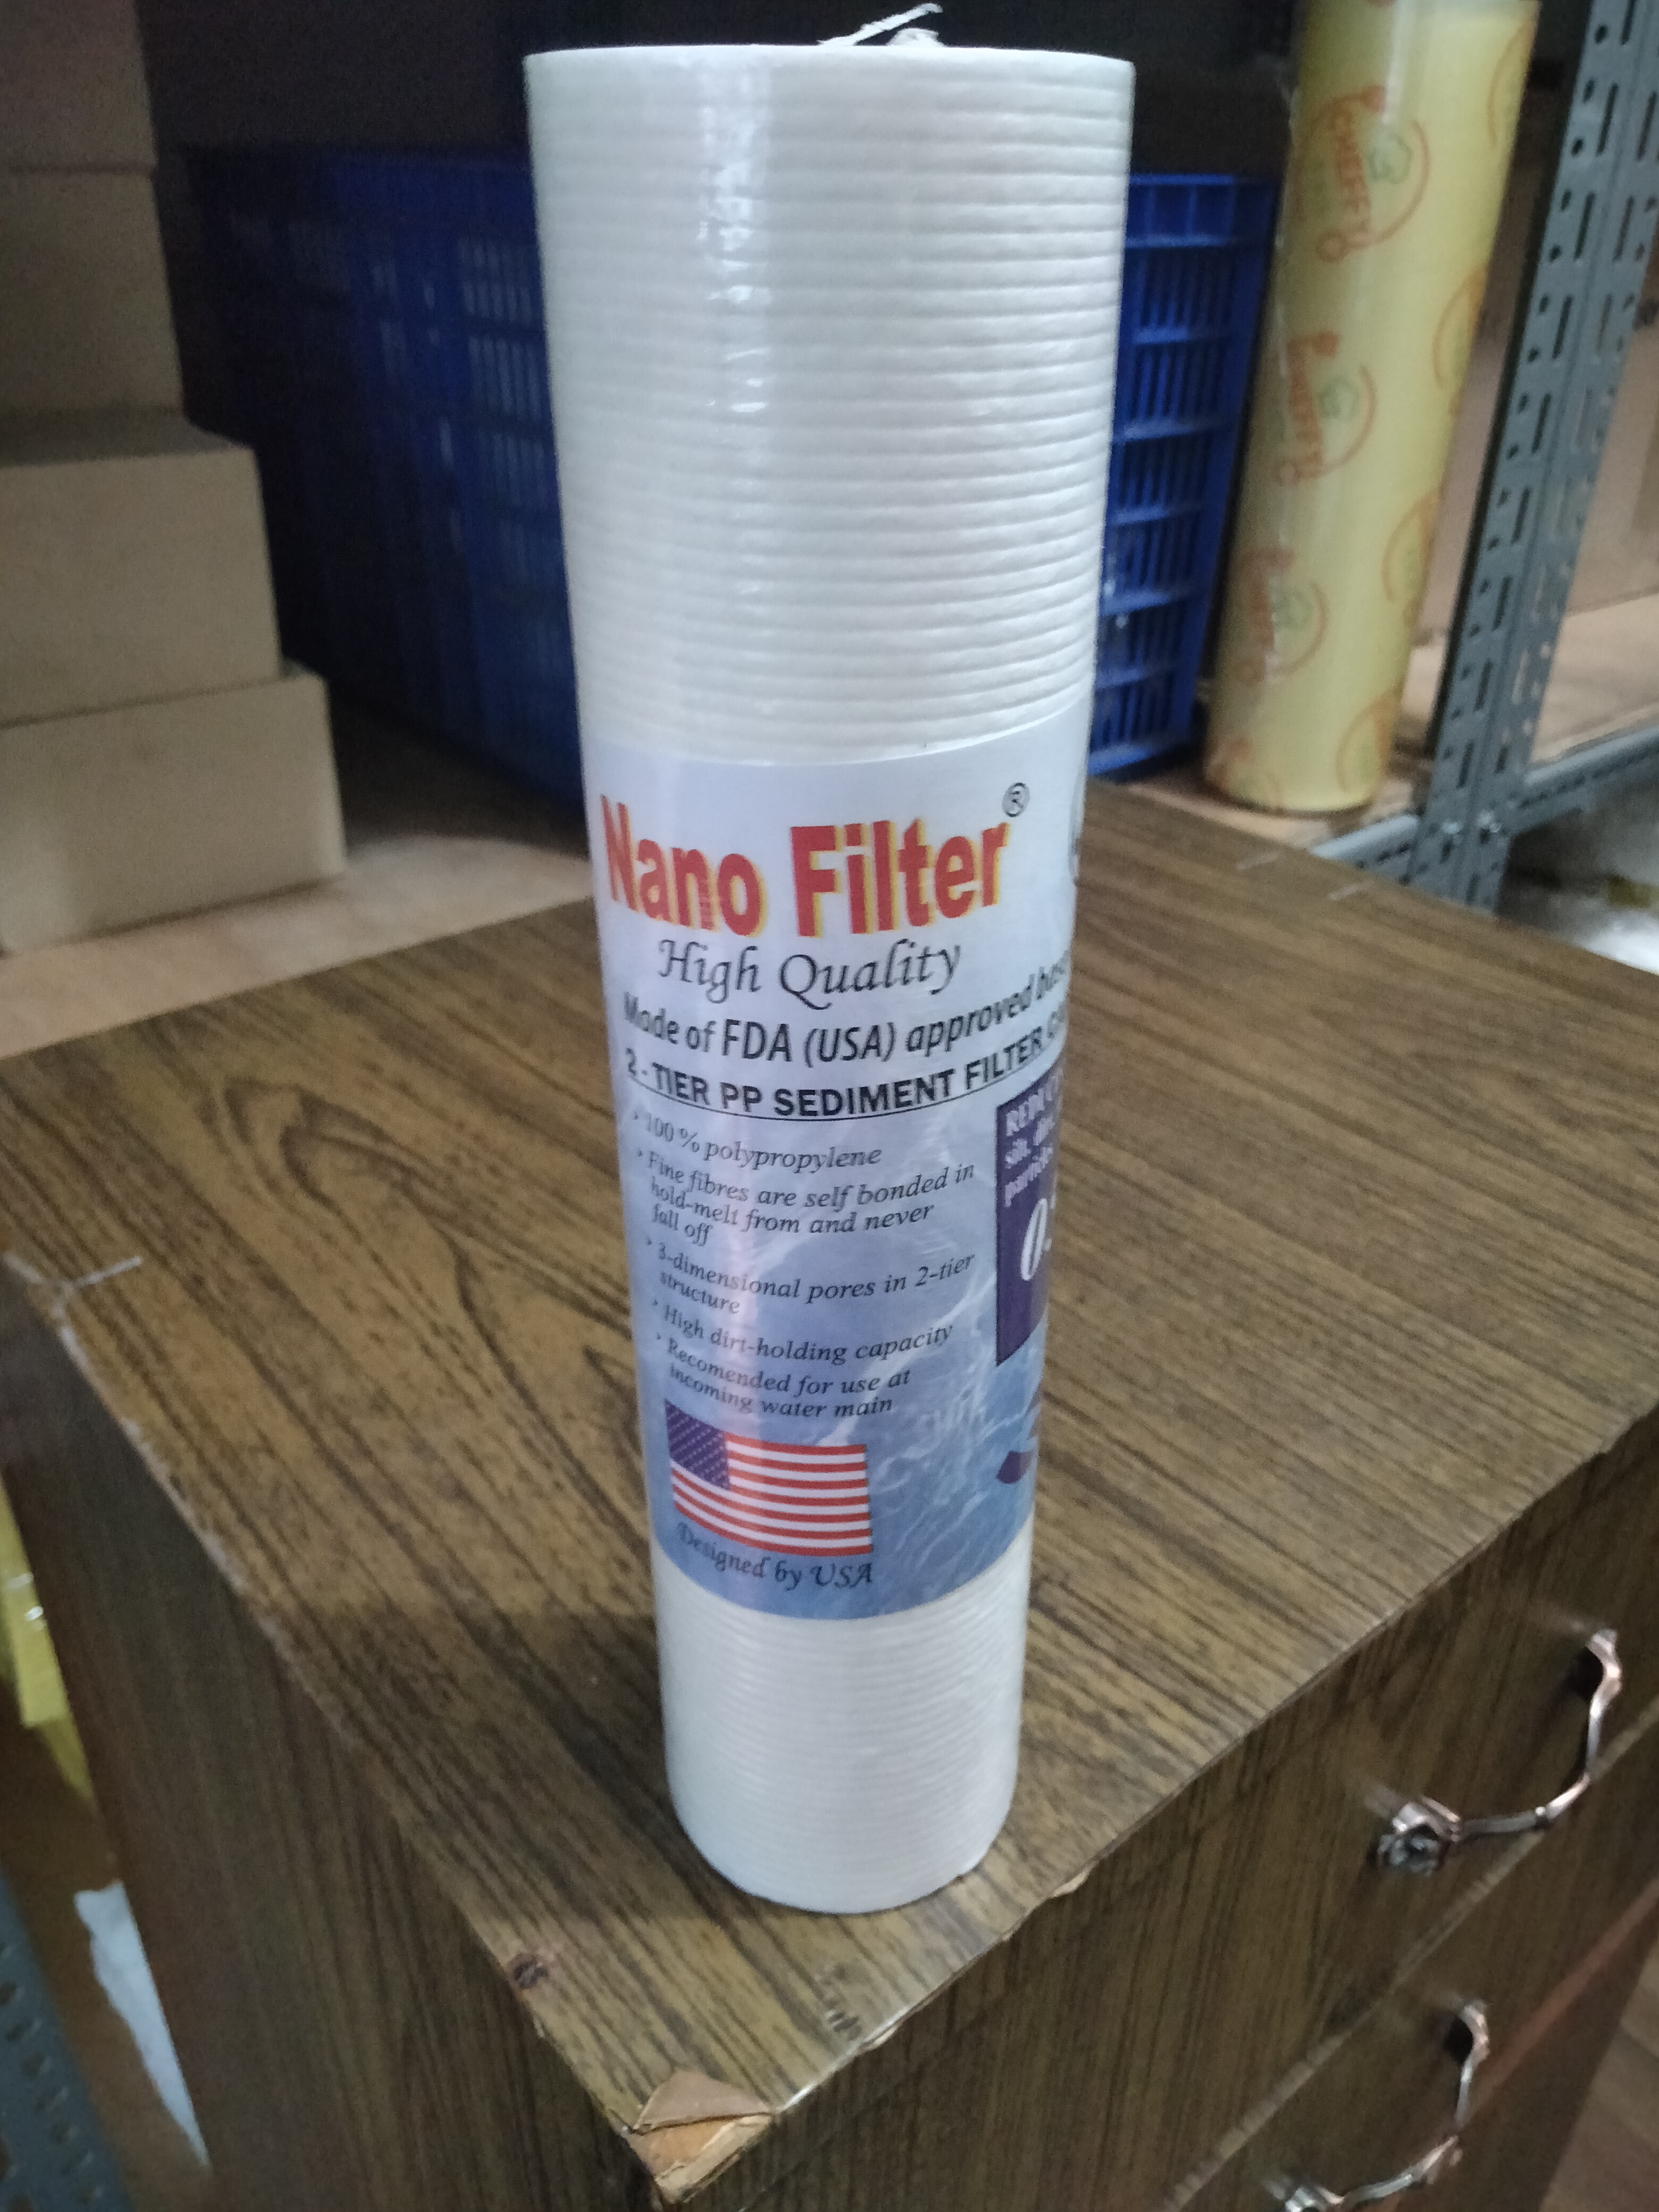 Nano Filter®
High Quality
Made of FDA (USA) approved
2 - TIER PP SEDIMENT FILTER
› 100 % polypropylene
› Fine fibres are self bonded in
hold-melt from and never
fall off
› 3-dimensional pores in 2-tier
structure
› High dirt-holding capacity
› Recomended for use at
incoming water main
Designed by USA